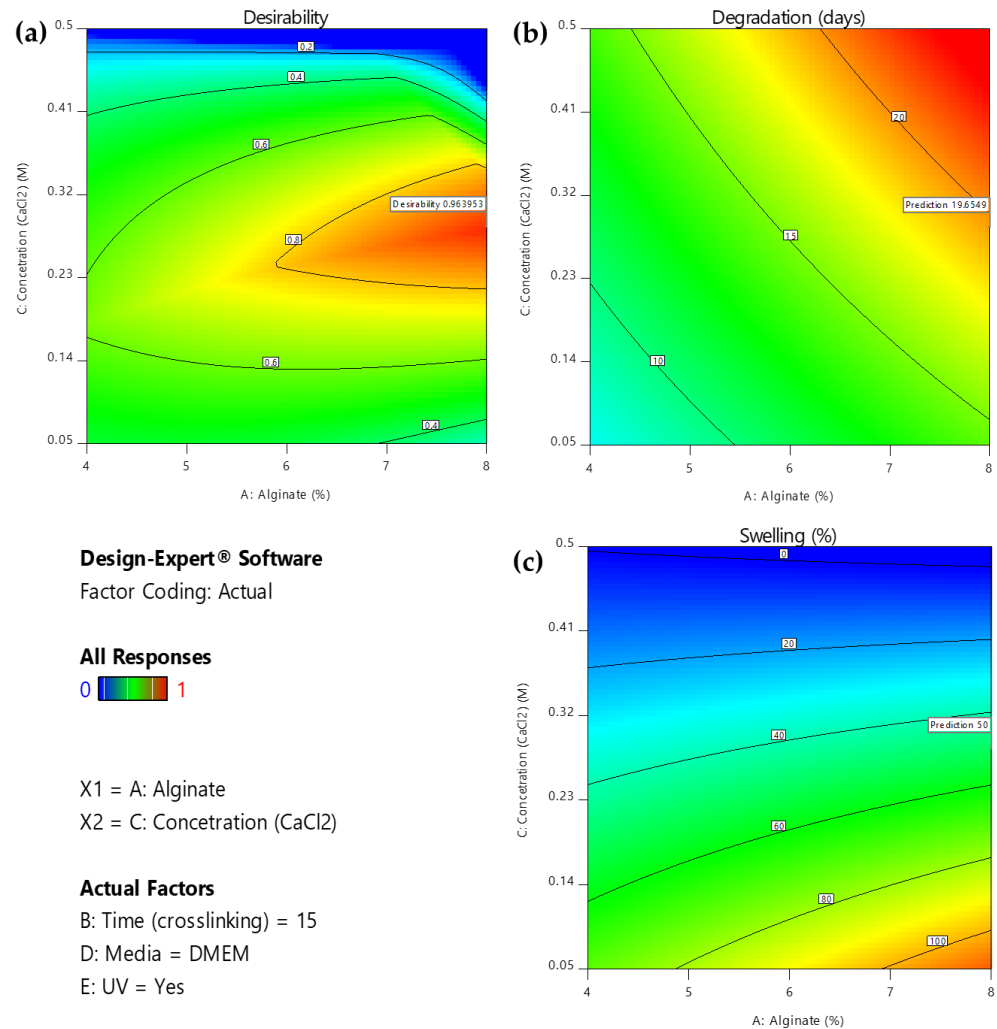 (a)
Desirability
0.5
0.41
0.32
0.23
0.14
0.05
C: Concetration (CaCl2) (M)
0.2
0.4
0.6
0.8
0.6
0.4
Desirability 0.963953
4 5 6 7 8
A: Alginate (%)
(b)
Degradation (days)
0.5
0.41
0.32
0.23
0.14
0.05
C: Concetration (CaCl2) (M)
20
15
10
Prediction 19.6549
4 5 6 7 8
A: Alginate (%)
Design-Expert® Software
Factor Coding: Actual
All Responses
0 1
X1 = A: Alginate
X2 = C: Concetration (CaCl2)
Actual Factors
B: Time (crosslinking) = 15
D: Media = DMEM
E: UV = Yes
(c)
Swelling (%)
0.5
0.41
0.32
0.23
0.14
0.05
C: Concetration (CaCl2) (M)
0
20
40
60
80
100
Prediction 50
4 5 6 7 8
A: Alginate (%)